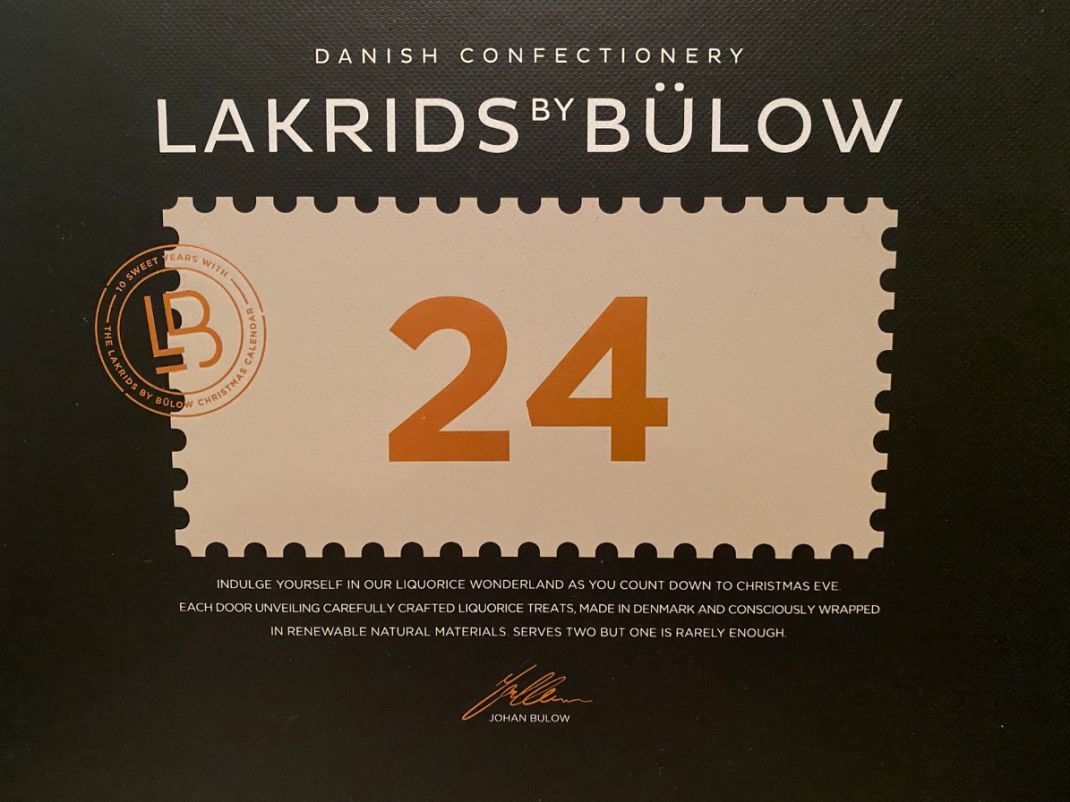 DANISH CONFECTIONERY
LAKRIDS BY BÜLOW
10 SWEET YEARS WITH
THE LAKRIDS BY BÜLOW CHRISTMAS CALENDAR
LB
24
INDULGE YOURSELF IN OUR LIQUORICE WONDERLAND AS YOU COUNT DOWN TO CHRISTMAS EVE.
EACH DOOR UNVEILING CAREFULLY CRAFTED LIQUORICE TREATS, MADE IN DENMARK AND CONSCIOUSLY WRAPPED
IN RENEWABLE NATURAL MATERIALS. SERVES TWO BUT ONE IS RARELY ENOUGH.
JOHAN BÜLOW